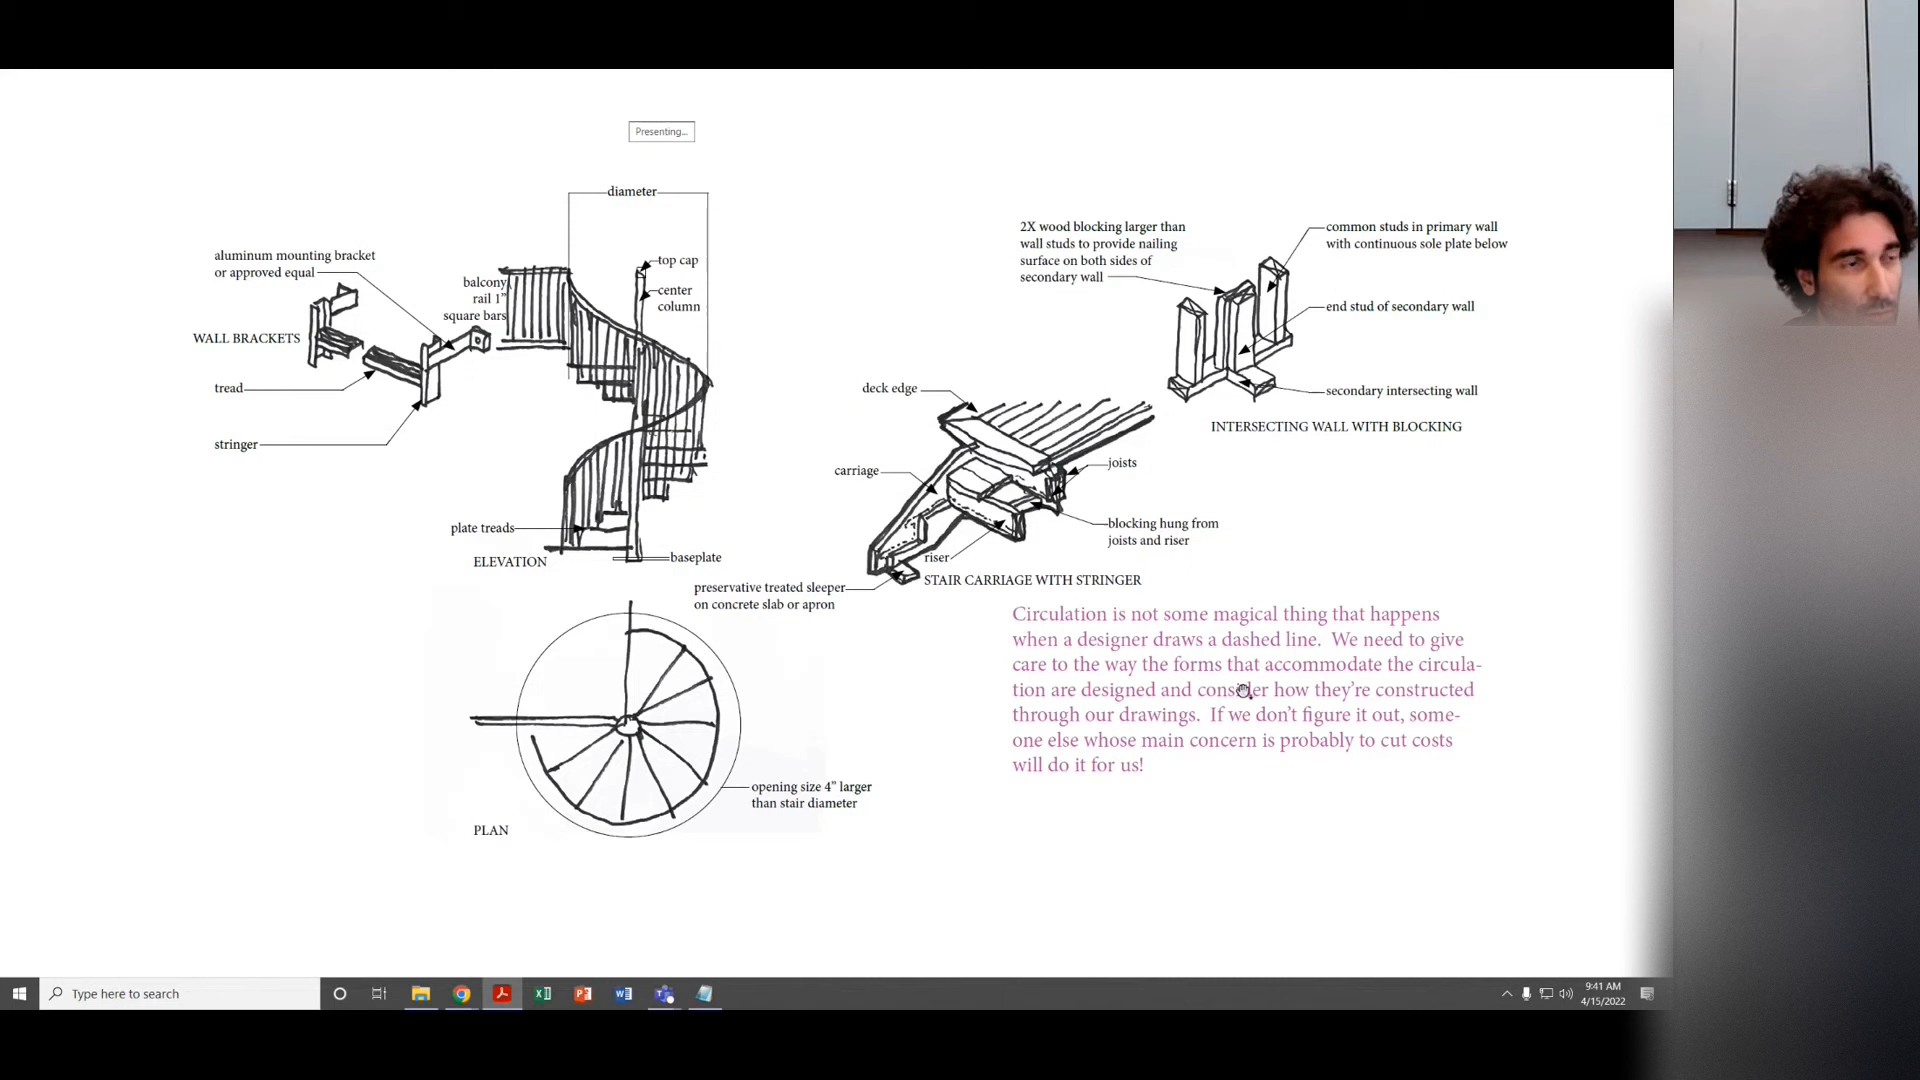 Presenting...
diameter
aluminum mounting bracket
or approved equal
WALL BRACKETS
tread
stringer
balcony
rail 1”
square bars
top cap
center
column
plate treads
ELEVATION
baseplate
PLAN
opening size 4” larger
than stair diameter
2X wood blocking larger than
wall studs to provide nailing
surface on both sides of
secondary wall
common studs in primary wall
with continuous sole plate below
end stud of secondary wall
secondary intersecting wall
INTERSECTING WALL WITH BLOCKING
deck edge
carriage
joists
blocking hung from
joists and riser
riser
preservative treated sleeper
on concrete slab or apron
STAIR CARRIAGE WITH STRINGER
Circulation is not some magical thing that happens
when a designer draws a dashed line. We need to give
care to the way the forms that accommodate the circula-
tion are designed and consider how they’re constructed
through our drawings. If we don’t figure it out, some-
one else whose main concern is probably to cut costs
will do it for us!
Type here to search
9:41 AM
4/15/2022